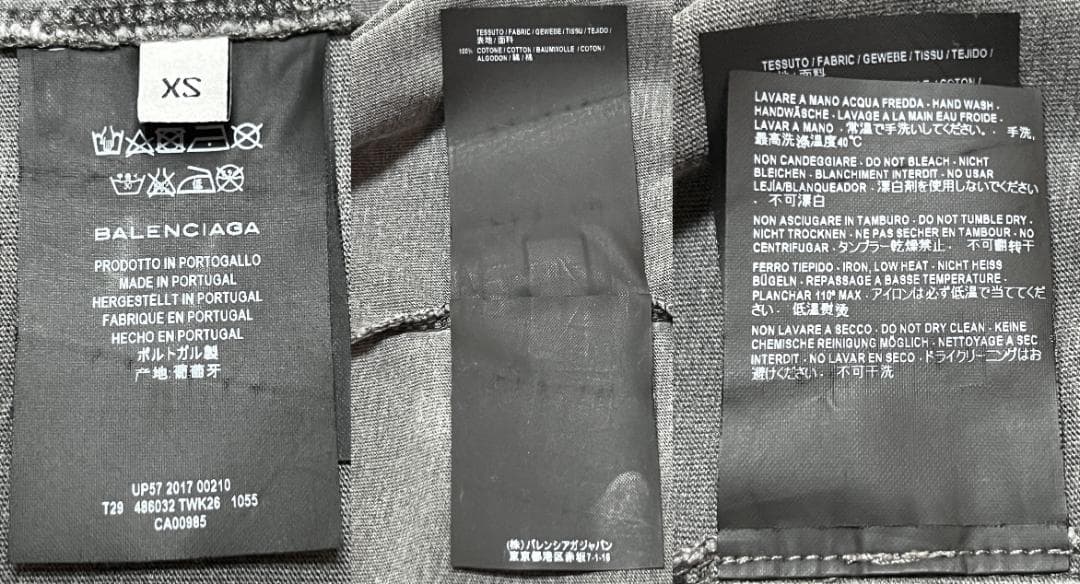 XS
BALENCIAGA
PRODOTTO IN PORTOGALLO
MADE IN PORTUGAL
HERGESTELLT IN PORTUGAL
FABRIQUE EN PORTUGAL
HECHO EN PORTUGAL
ポルトガル製
产地:葡萄牙
UP57 2017 00210
T29 486032 TWK26 1055
CA00985
TESSUTO / FABRIC / GEWEBE / TISSU / TEJIDO /
表地 / 面料
100% COTONE / COTTON / BAUMWOLLE / COTON /
ALGODON / 綿 / 棉
(株) バレンシアガジャパン
東京都港区赤坂7-1-16
TESSUTO / FABRIC / GEWEBE / TISSU / TEJIDO /
LAVARE A MANO ACQUA FREDDA - HAND WASH -
HANDWÄSCHE - LAVAGE A LA MAIN EAU FROIDE -
LAVAR A MANO - 常温で手洗いしてください。 手洗,
最高洗涤温度40℃
NON CANDEGGIARE - DO NOT BLEACH - NICHT
BLEICHEN - BLANCHIMENT INTERDIT - NO USAR
LEJÍA/BLANQUEADOR - 漂白剤を使用しないでください
- 不可漂白
NON ASCIUGARE IN TAMBURO - DO NOT TUMBLE DRY -
NICHT TROCKNEN - NE PAS SECHER EN TAMBOUR - NO
CENTRIFUGAR - タンブラー乾燥禁止 - 不可翻转干
FERRO TIEPIDO - IRON, LOW HEAT - NICHT HEISS
BÜGELN - REPASSAGE A BASSE TEMPERATURE -
PLANCHAR 110º MAX - アイロンは必ず低温で当ててくだ
さい - 低温熨烫
NON LAVARE A SECCO - DO NOT DRY CLEAN - KEINE
CHEMISCHE REINIGUNG MÖGLICH - NETTOYAGE A SEC
INTERDIT - NO LAVAR EN SECO - ドライクリーニングはお
避けください - 不可干洗